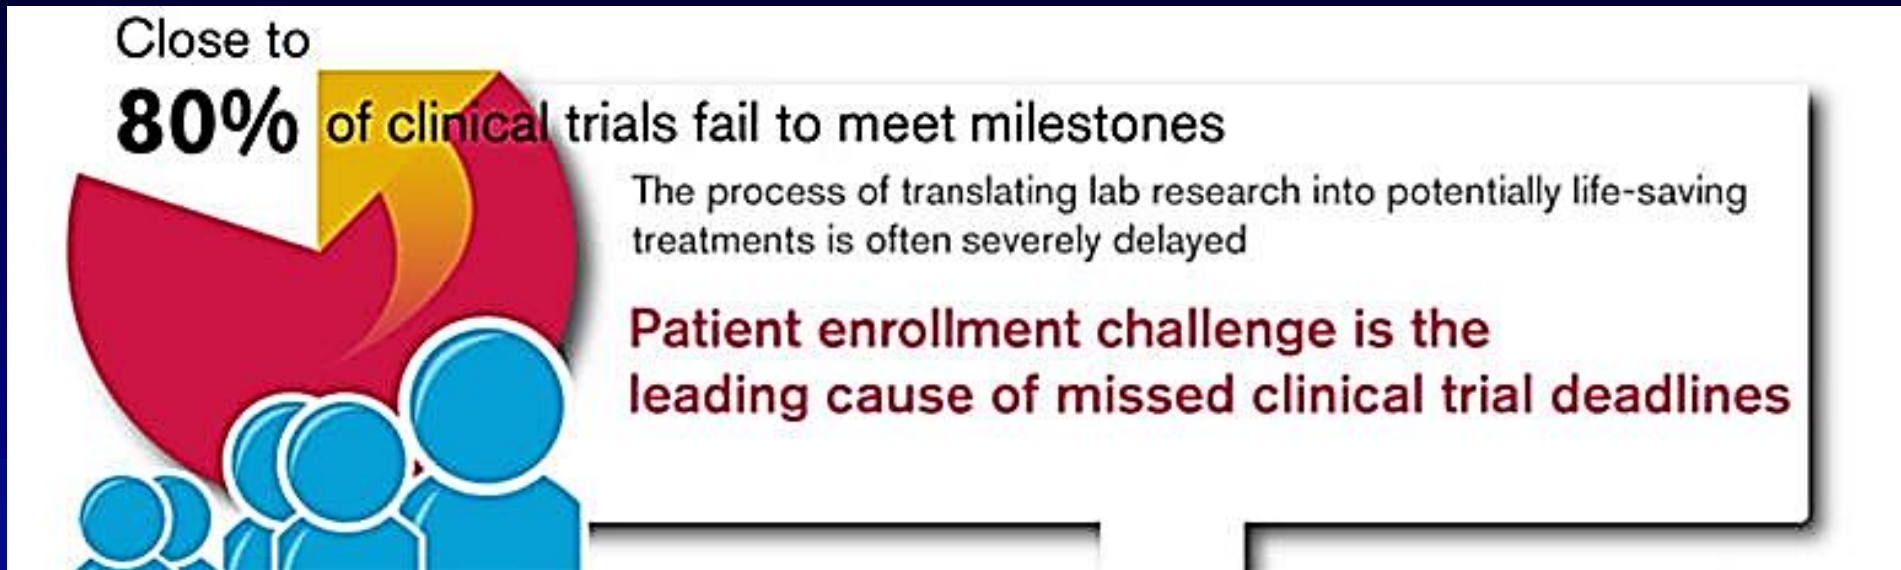 Close to
80% of clinical trials fail to meet milestones
The process of translating lab research into potentially life-saving
treatments is often severely delayed
Patient enrollment challenge is the
leading cause of missed clinical trial deadlines